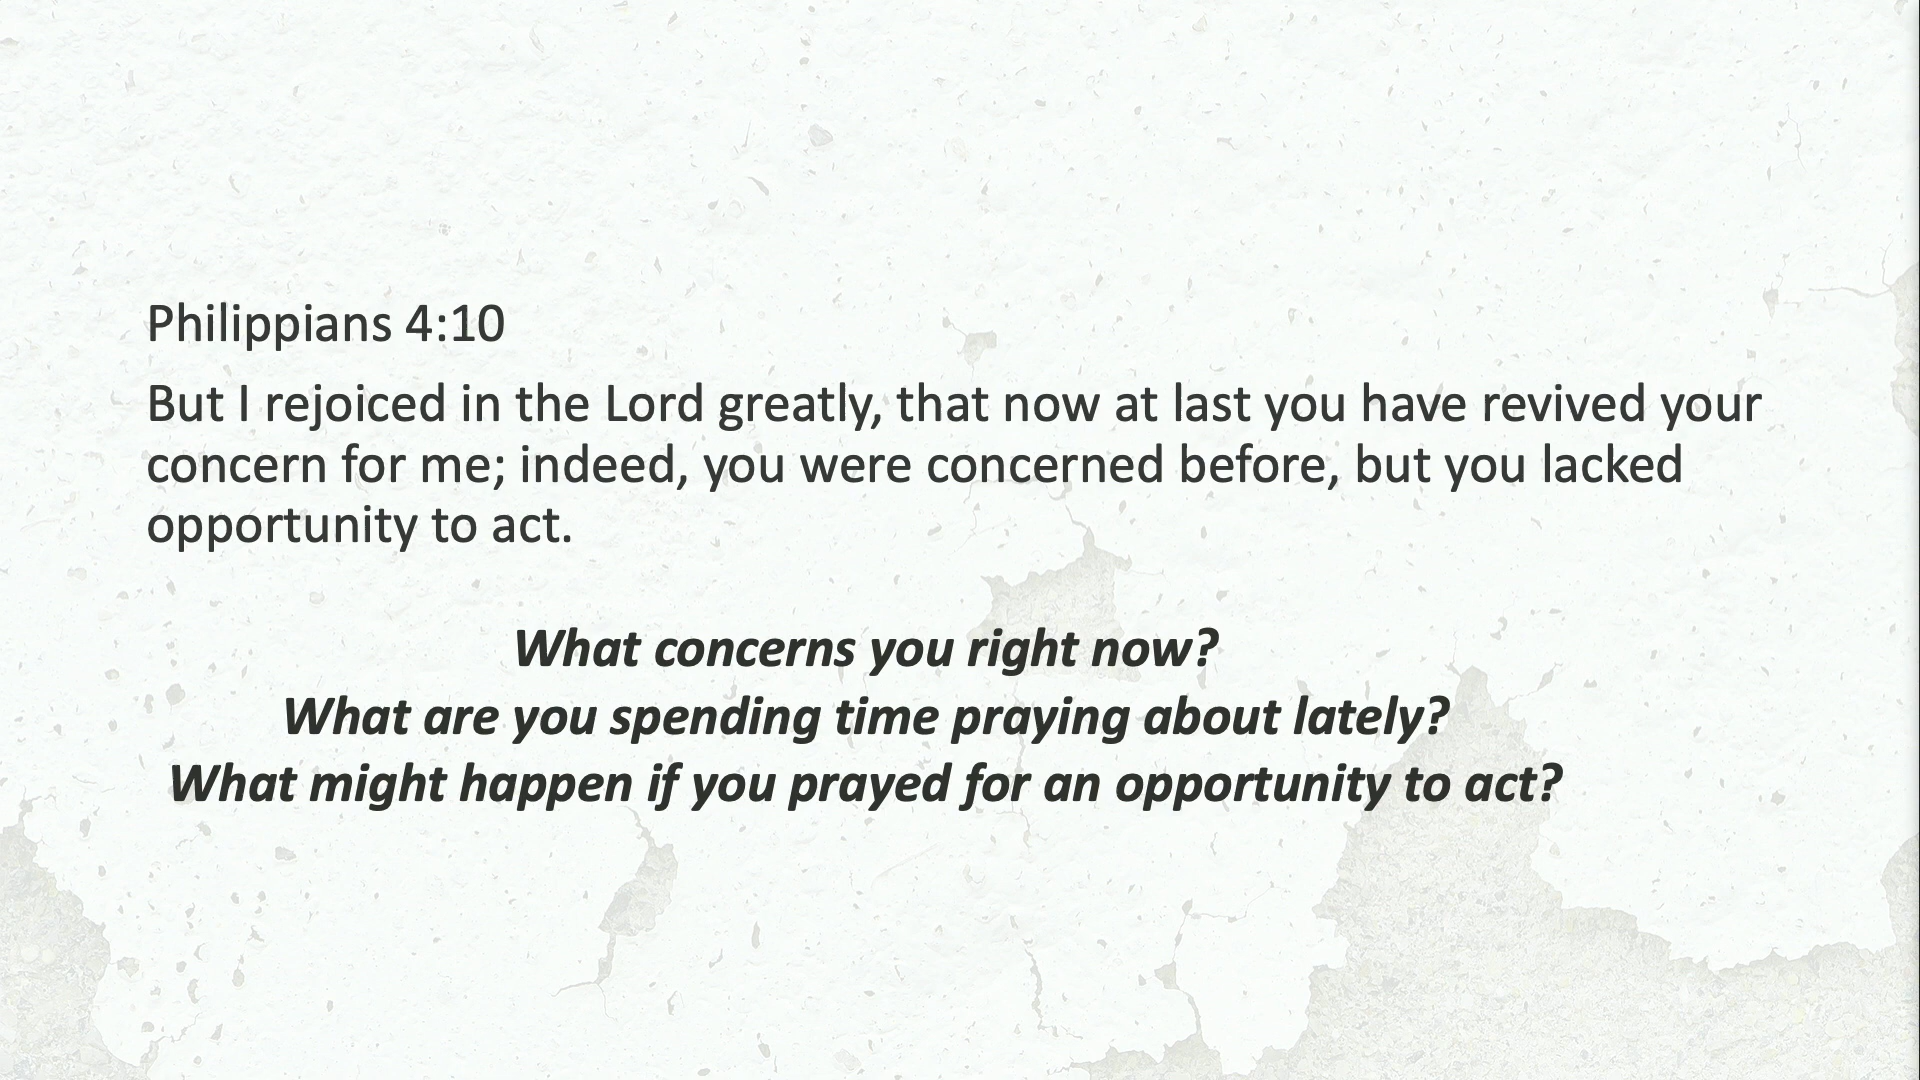 Philippians 4:10
But I rejoiced in the Lord greatly, that now at last you have revived your
concern for me; indeed, you were concerned before, but you lacked
opportunity to act.
What concerns you right now?
What are you spending time praying about lately?
What might happen if you prayed for an opportunity to act?